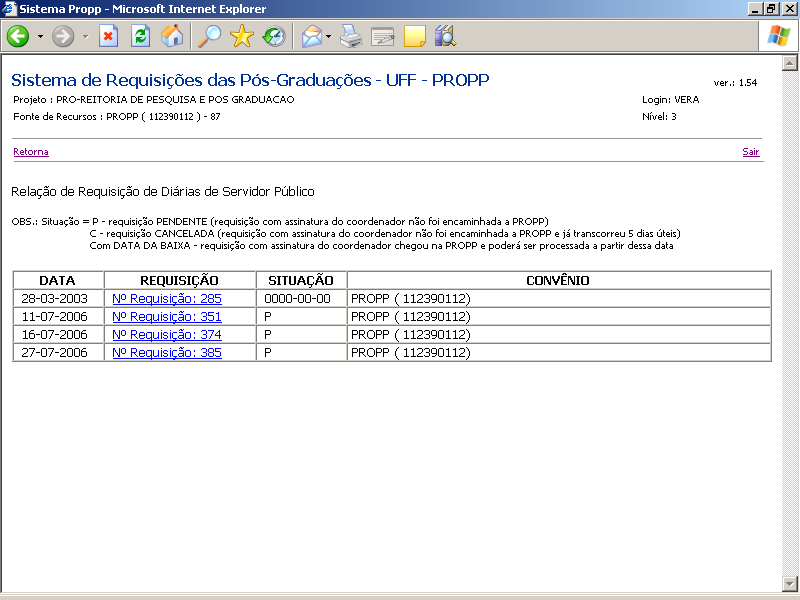 Sistema Propp - Microsoft Internet Explorer
Sistema de Requisições das Pós-Graduações - UFF - PROPP
ver.: 1.54
Projeto : PRO-REITORIA DE PESQUISA E POS GRADUACAO
Login: VERA
Fonte de Recursos : PROPP ( 112390112 ) - 87
Nível: 3
Retorna
Sair
Relação de Requisição de Diárias de Servidor Público
OBS.: Situação = P - requisição PENDENTE (requisição com assinatura do coordenador não foi encaminhada a PROPP)
C - requisição CANCELADA (requisição com assinatura do coordenador não foi encaminhada a PROPP e já transcorreu 5 dias úteis)
Com DATA DA BAIXA - requisição com assinatura do coordenador chegou na PROPP e poderá ser processada a partir dessa data
DATA REQUISIÇÃO SITUAÇÃO CONVÊNIO
28-03-2003 Nº Requisição: 285 0000-00-00 PROPP ( 112390112)
11-07-2006 Nº Requisição: 351 P PROPP ( 112390112)
16-07-2006 Nº Requisição: 374 P PROPP ( 112390112)
27-07-2006 Nº Requisição: 385 P PROPP ( 112390112)